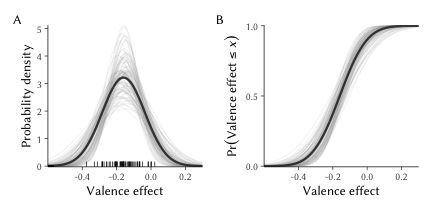 A
Probability density
5
4
3
2
1
0
-0.4
-0.2
0.0
0.2
Valence effect
B
Pr(Valence effect ≤ x)
1.0
0.5
0.0
-0.4
-0.2
0.0
0.2
Valence effect